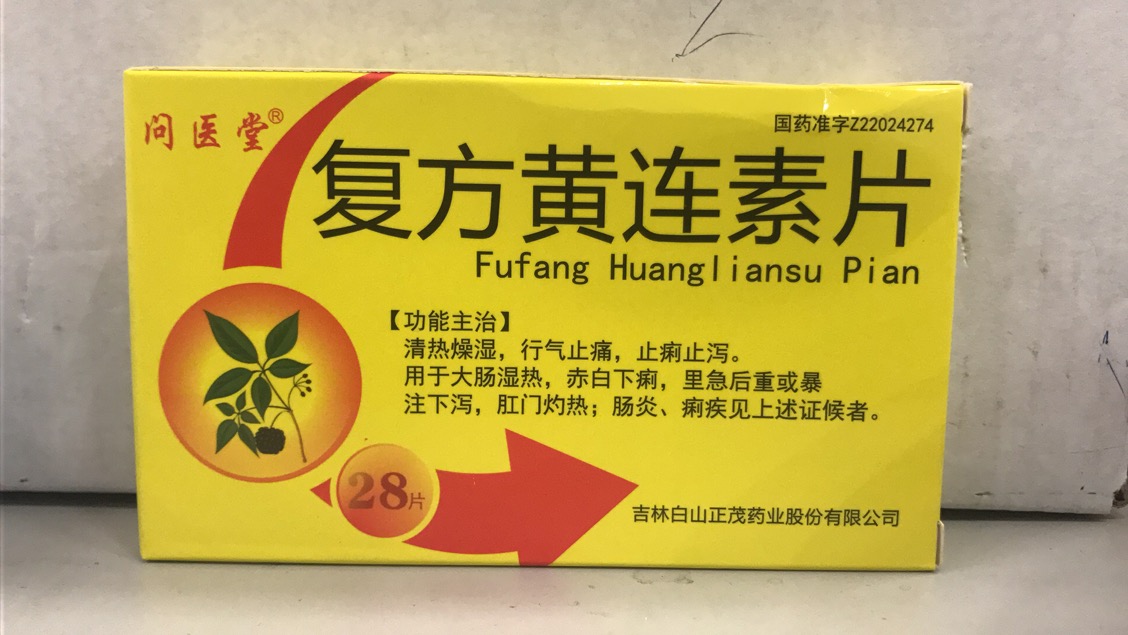 问医堂®
国药准字Z22024274
复方黄连素片
Fufang Huangliansu Pian
【功能主治】
清热燥湿，行气止痛，止痢止泻。
用于大肠湿热，赤白下痢，里急后重或暴
注下泻，肛门灼热；肠炎、痢疾见上述证候者。
28片
吉林白山正茂药业股份有限公司